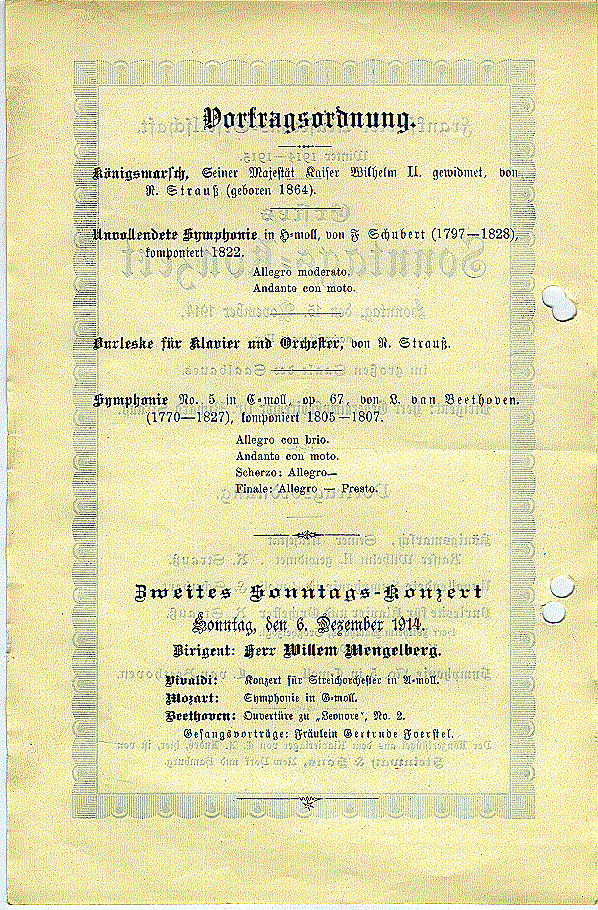 Vortragsordnung.
Königsmarsch, Seiner Majestät Kaiser Wilhelm II. gewidmet, von
R. Strauß (geboren 1864).
Unvollendete Symphonie in H-moll, von F Schubert (1797—1828),
komponiert 1822.
Allegro moderato.
Andante con moto.
Burleske für Klavier und Orchester, von R. Strauß.
Symphonie No. 5 in C-moll, op. 67, von L. van Beethoven.
(1770—1827), komponiert 1805—1807.
Allegro con brio.
Andante con moto.
Scherzo: Allegro—
Finale: Allegro — Presto.
Zweites Sonntags-Konzert
Sonntag, den 6. Dezember 1914.
Dirigent: Herr Willem Mengelberg.
Vivaldi: Konzert für Streichorchester in A-moll.
Mozart: Symphonie in G-moll.
Beethoven: Ouvertüre zu „Leonore", No. 2.
Gesangsvorträge: Fräulein Gertrude Foerstel.